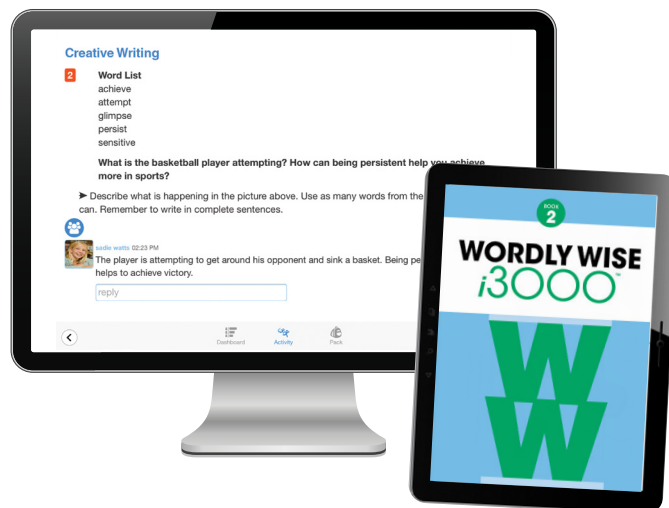 Creative Writing
2
Word List
achieve
attempt
glimpse
persist
sensitive
What is the basketball player attempting? How can being persistent help you achieve
more in sports?
➤ Describe what is happening in the picture above. Use as many words from the
can. Remember to write in complete sentences.
sadie watts 02:23 PM
The player is attempting to get around his opponent and sink a basket. Being
helps to achieve victory.
reply
Dashboard
Activity
Pack
BOOK
2
WORDLY WISE
i3000™
W
W